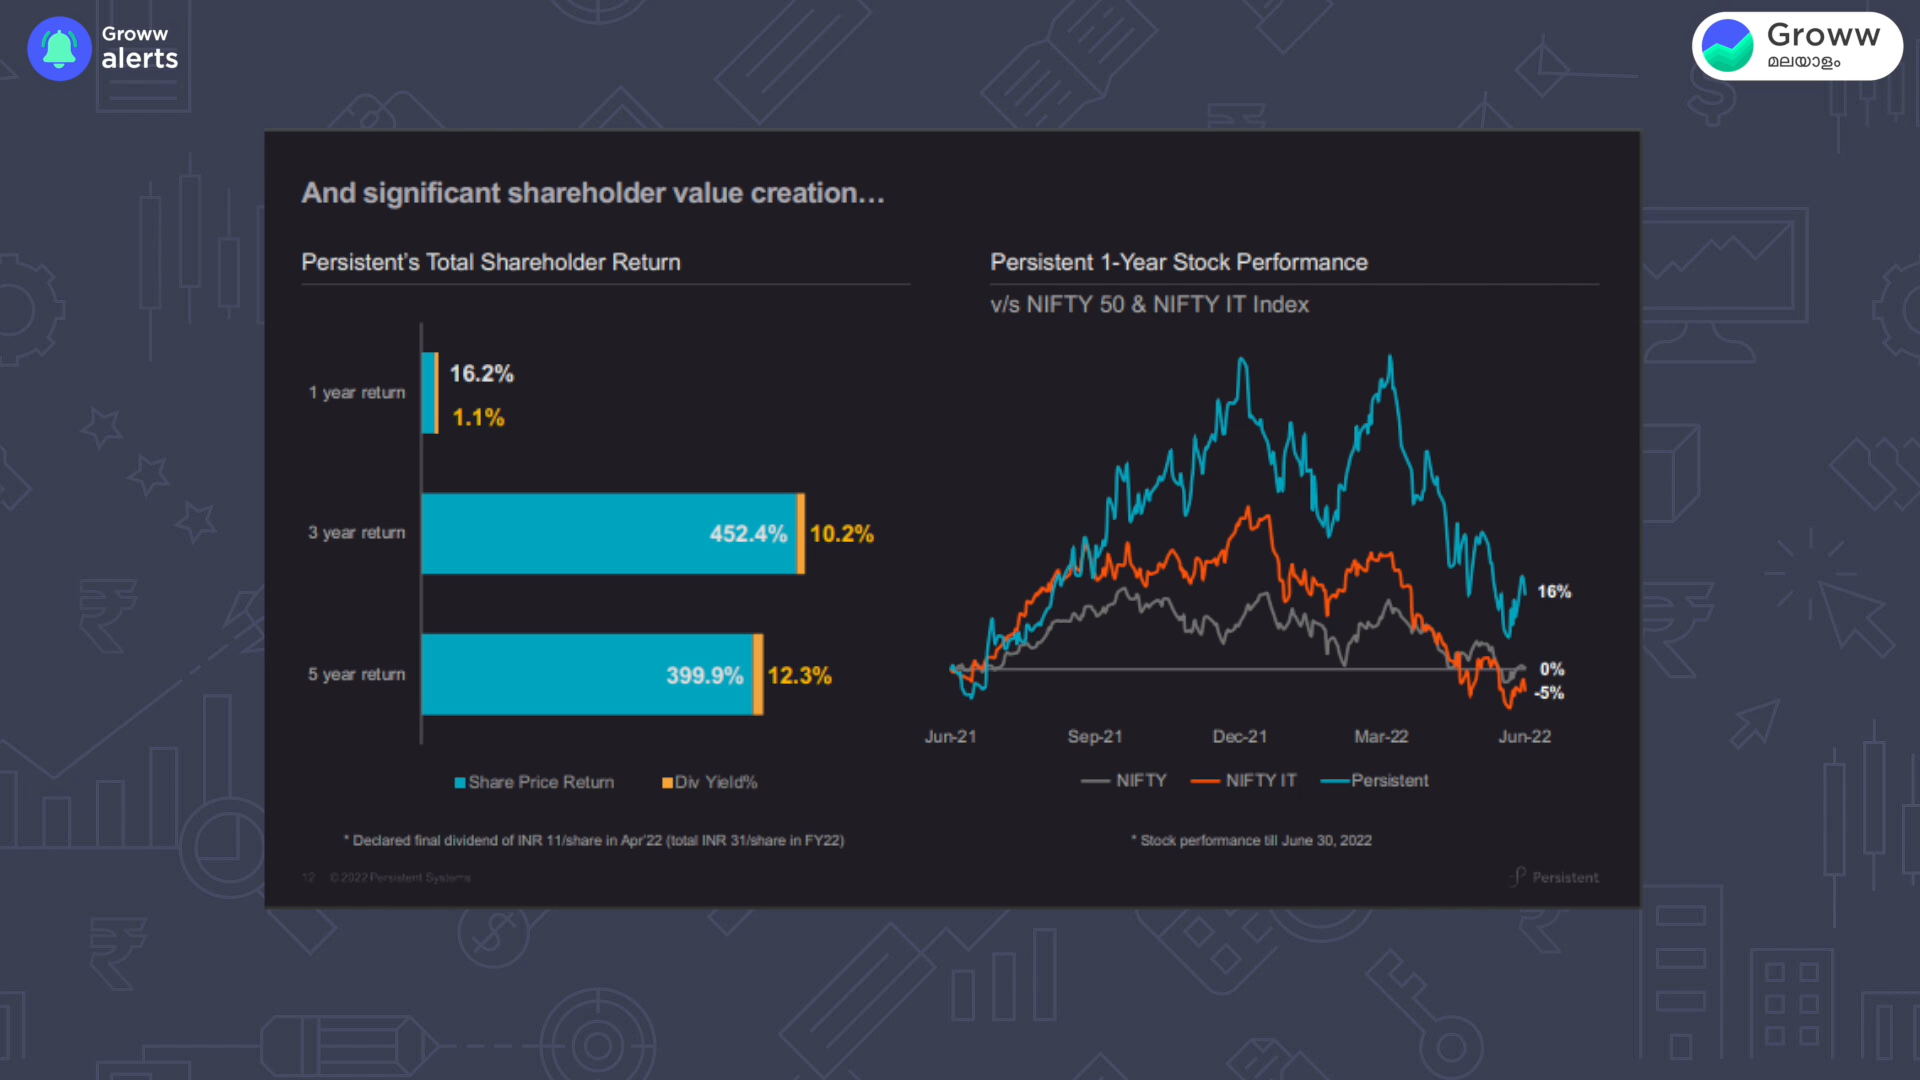 Groww
alerts
Groww
മലയാളം
And significant shareholder value creation...
Persistent's Total Shareholder Return
1 year return
16.2%
1.1%
3 year return
452.4%
10.2%
5 year return
399.9%
12.3%
Share Price Return
Div Yield%
* Declared final dividend of INR 11/share in Apr'22 (total INR 31/share in FY22)
Persistent 1-Year Stock Performance
v/s NIFTY 50 & NIFTY IT Index
16%
0%
-5%
Jun-21
Sep-21
Dec-21
Mar-22
Jun-22
NIFTY
NIFTY IT
Persistent
* Stock performance till June 30, 2022
12
© 2022 Persistent Systems
Persistent